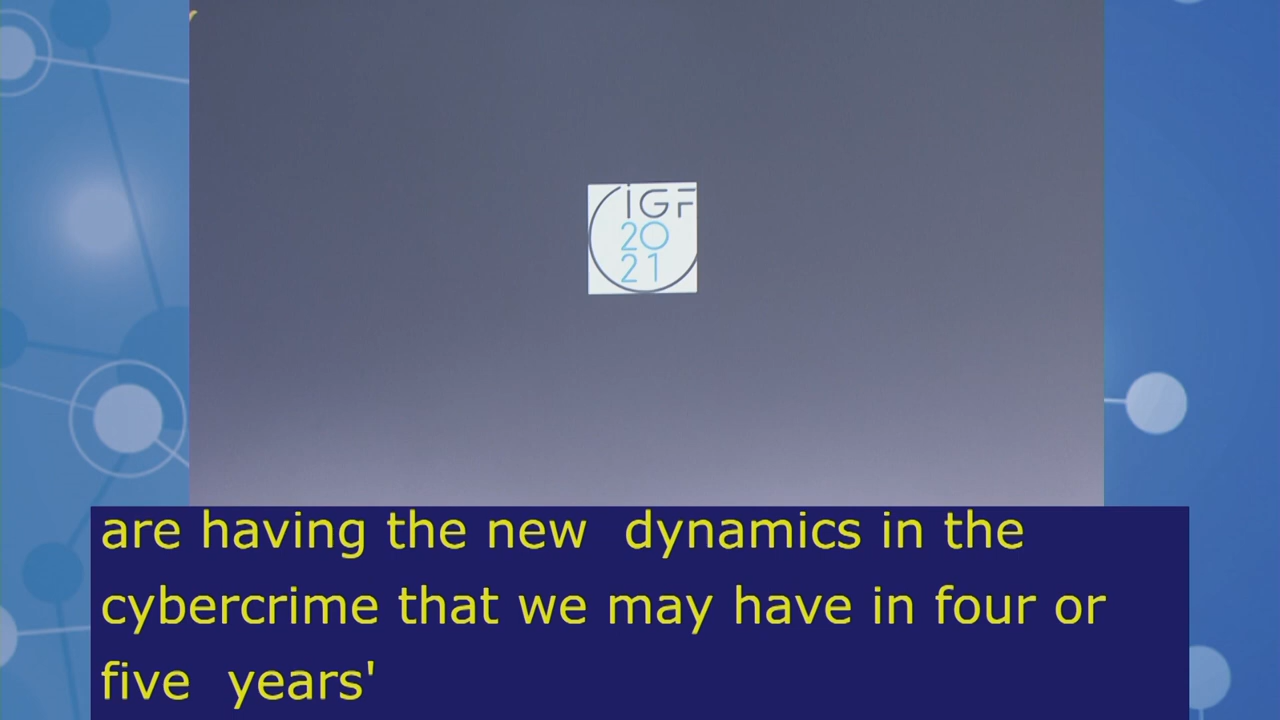 iGF
20
21
are having the new  dynamics in the
cybercrime that we may have in four or
five  years'